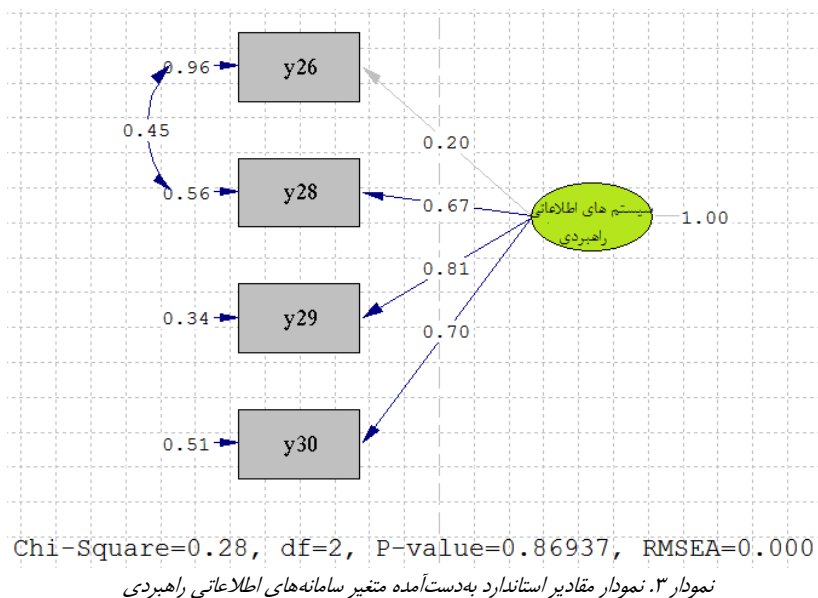 0.96
y26
0.45
0.20
0.56
y28
0.67
سیستم های اطلاعاتی
راهبردی
1.00
0.81
0.34
y29
0.70
0.51
y30
Chi-Square=0.28, df=2, P-value=0.86937, RMSEA=0.000
نمودار ۳. نمودار مقادیر استاندارد به‌دست‌آمده متغیر سامانه‌های اطلاعاتی راهبردی